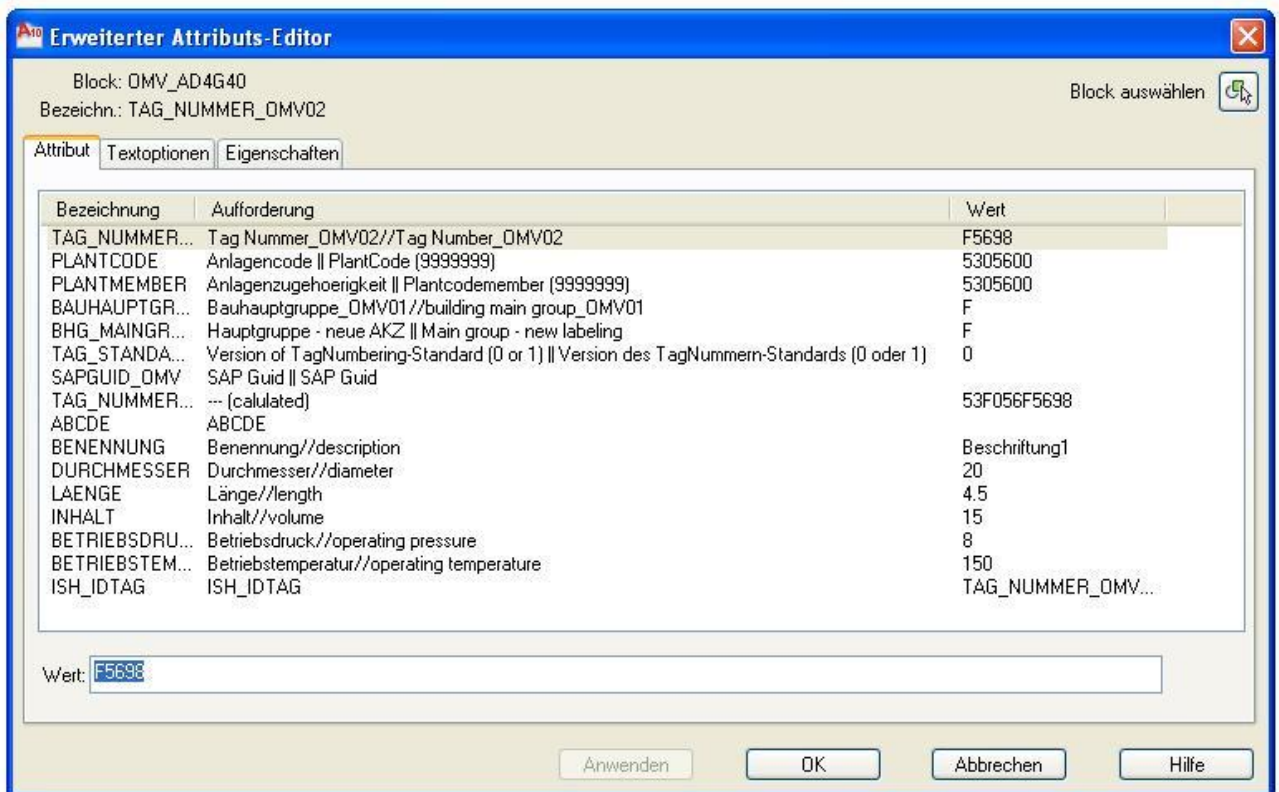 A10 Erweiterter Attributs-Editor
Block: OMV_AD4G40
Block auswählen
Bezeichn.: TAG_NUMMER_OMV02
Attribut Textoptionen Eigenschaften
Bezeichnung Aufforderung Wert
TAG_NUMMER... Tag Nummer_OMV02//Tag Number_OMV02 F5698
PLANTCODE Anlagencode || PlantCode (9999999) 5305600
PLANTMEMBER Anlagenzugehoerigkeit || Plantcodemember (9999999) 5305600
BAUHAUPTGR... Bauhauptgruppe_OMV01//building main group_OMV01 F
BHG_MAINGR... Hauptgruppe - neue AKZ || Main group - new labeling F
TAG_STANDA... Version of TagNumbering-Standard (0 or 1) || Version des TagNummern-Standards (0 oder 1) 0
SAPGUID_OMV SAP Guid || SAP Guid
TAG_NUMMER... --- (calulated) 53F056F5698
ABCDE ABCDE
BENENNUNG Benennung//description Beschriftung1
DURCHMESSER Durchmesser//diameter 20
LAENGE Länge//length 4.5
INHALT Inhalt//volume 15
BETRIEBSDRU... Betriebsdruck//operating pressure 8
BETRIEBSTEM... Betriebstemperatur//operating temperature 150
ISH_IDTAG ISH_IDTAG TAG_NUMMER_OMV...
Wert: F5698
Anwenden OK Abbrechen Hilfe